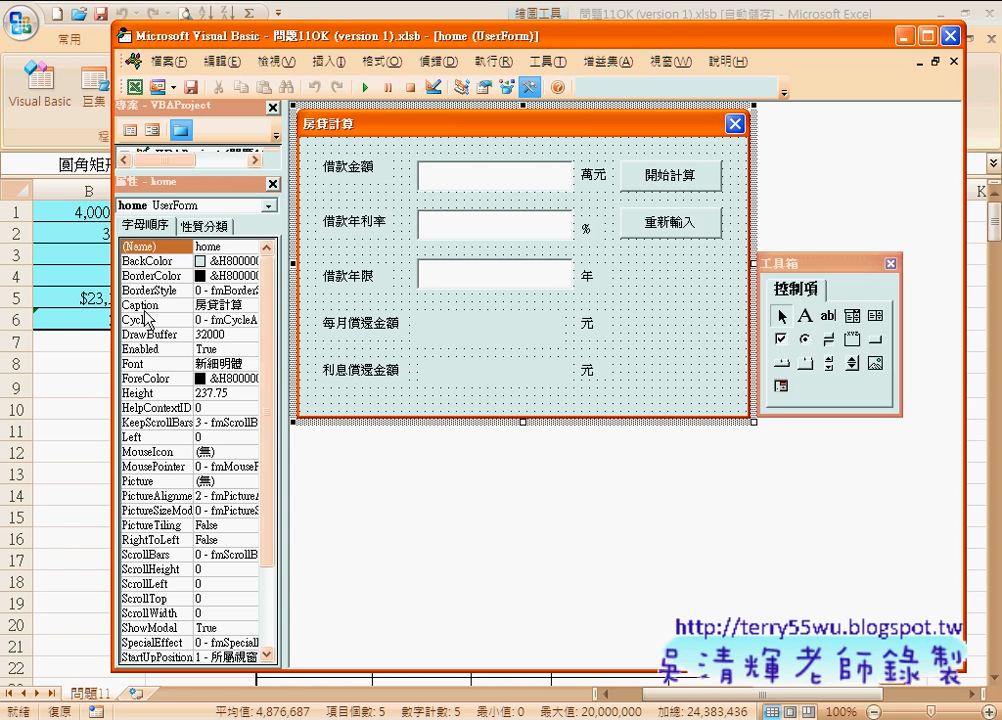 繪圖工具
問題11OK (version 1).xlsb [自動儲存] - Microsoft Excel
常用
Visual Basic
巨集
圓角矩形
Microsoft Visual Basic - 問題11OK (version 1).xlsb - [home (UserForm)]
檔案(F) 編輯(E) 檢視(V) 插入(I) 格式(O) 偵錯(D) 執行(R) 工具(T) 增益集(A) 視窗(W) 說明(H)
專案 - VBAProject
屬性 - home
home UserForm
字母順序 性質分類
(Name) home
BackColor &H800000
BorderColor &H800000
BorderStyle 0 - fmBorderS
Caption 房貸計算
Cycle 0 - fmCycleA
DrawBuffer 32000
Enabled True
Font 新細明體
ForeColor &H800000
Height 237.75
HelpContextID 0
KeepScrollBars 3 - fmScrollB
Left 0
MouseIcon (無)
MousePointer 0 - fmMouseP
Picture (無)
PictureAlignme 2 - fmPictureA
PictureSizeMod 0 - fmPictureS
PictureTiling False
RightToLeft False
ScrollBars 0 - fmScrollB
ScrollHeight 0
ScrollLeft 0
ScrollTop 0
ScrollWidth 0
ShowModal True
SpecialEffect 0 - fmSpecial
StartUpPosition 1 - 所屬視窗
房貸計算
借款金額 萬元 開始計算
借款年利率 % 重新輸入
借款年限 年
每月償還金額 元
利息償還金額 元
工具箱
控制項
B
K
1 4,000
2 3
3
4
5 $23,
6
7
8
9
10
11
12
13
14
15
16
17
18
19
20
21
22
http://terry55wu.blogspot.tw
吳清輝老師錄製
問題11
就緒 復原 平均值: 4,876,687 項目個數: 5 數字計數: 5 最小值: 0 最大值: 20,000,000 加總: 24,383,436 100%